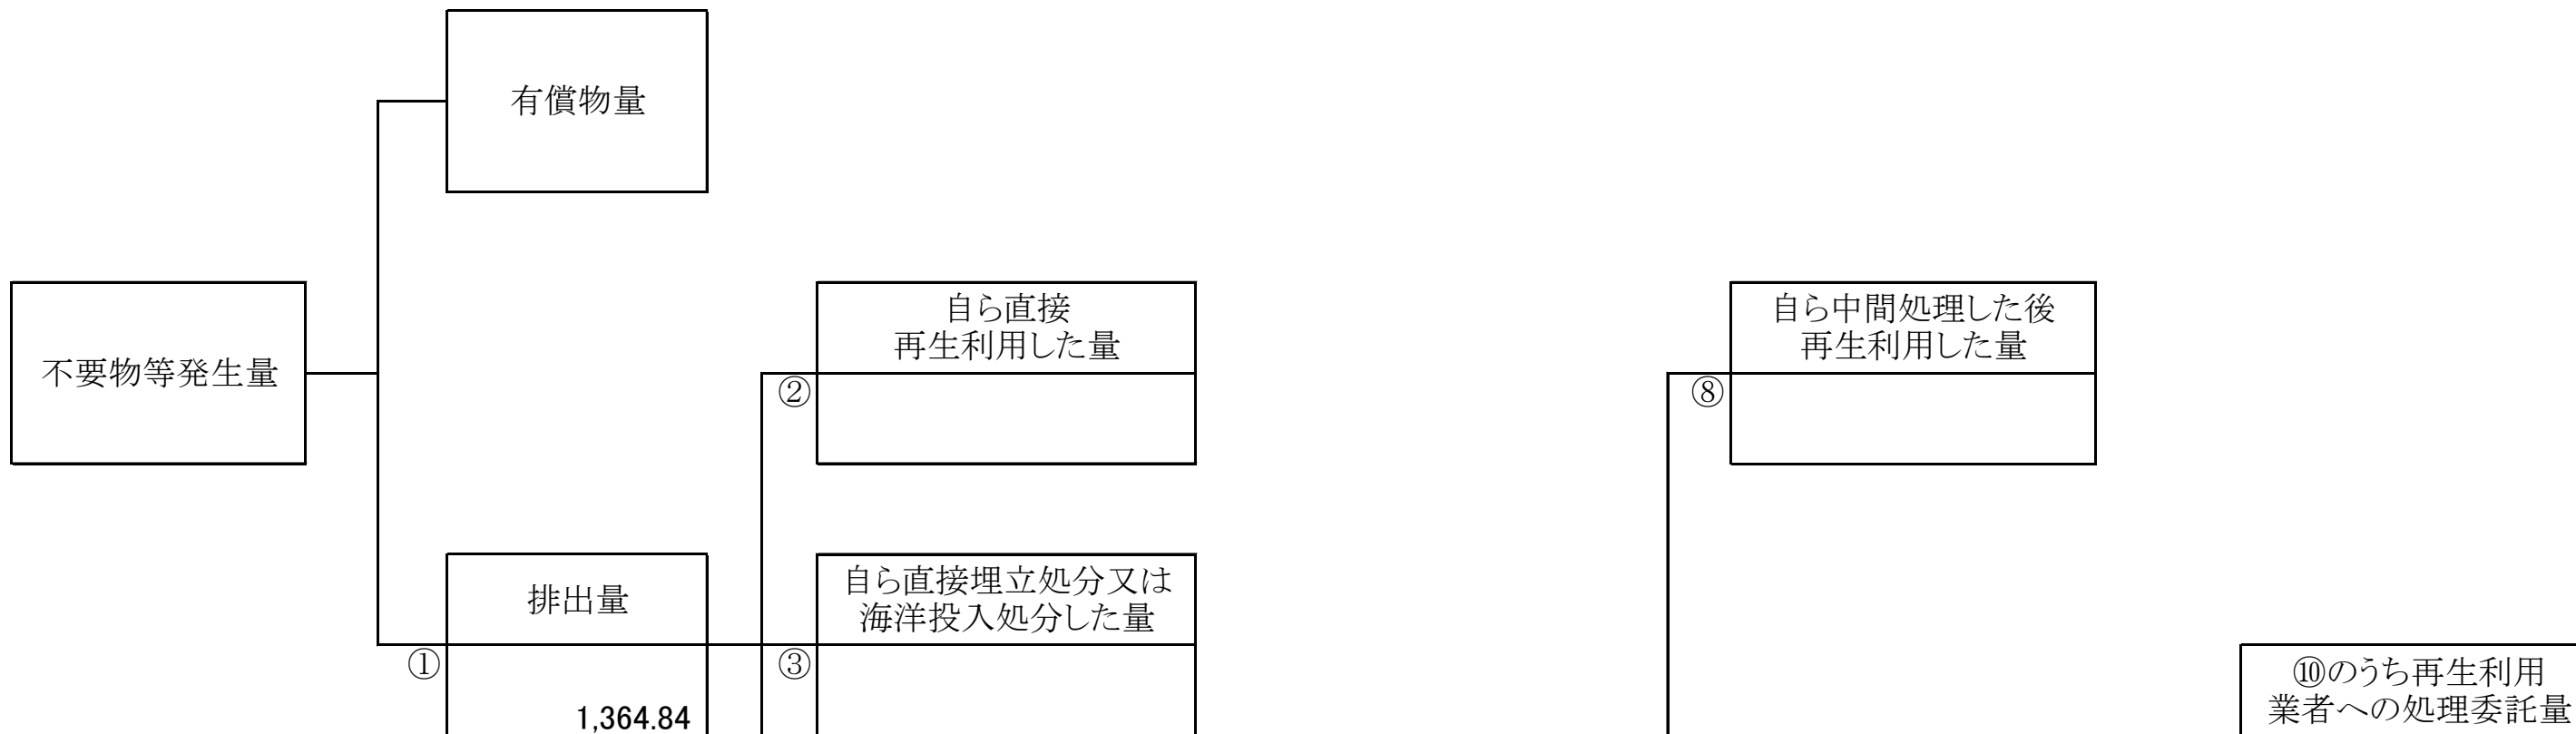 有償物量
不要物等発生量
自ら直接
再生利用した量
②
自ら中間処理した後
再生利用した量
⑧
排出量
①
1,364.84
自ら直接埋立処分又は
海洋投入処分した量
③
⑩のうち再生利用
業者への処理委託量